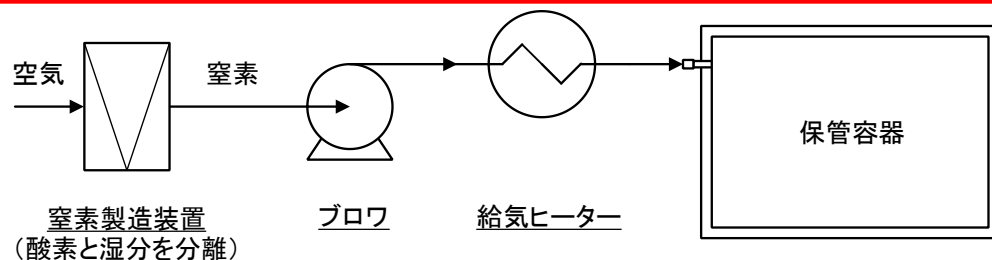 空気
窒素
保管容器
窒素製造装置
(酸素と湿分を分離)
ブロワ
給気ヒーター